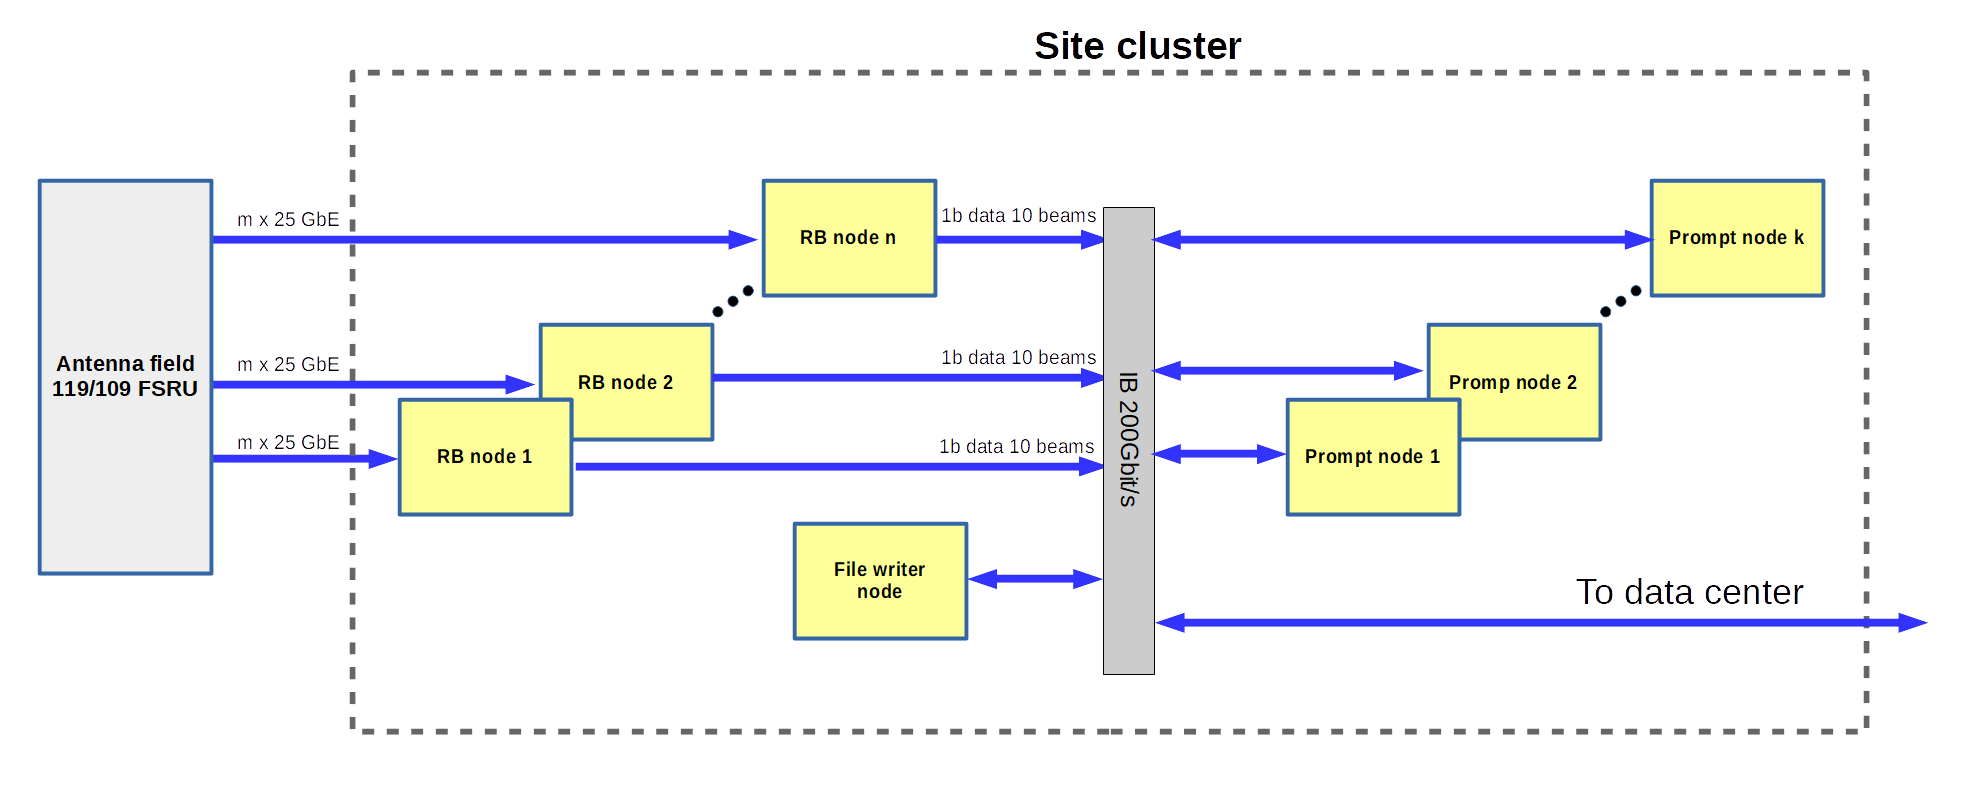 Site cluster
m x 25 GbE
RB node n
1b data 10 beams
Prompt node k
Antenna field
119/109 FSRU
m x 25 GbE
RB node 2
1b data 10 beams
Promp node 2
m x 25 GbE
RB node 1
1b data 10 beams
IB 200Gbit/s
Prompt node 1
File writer
node
To data center